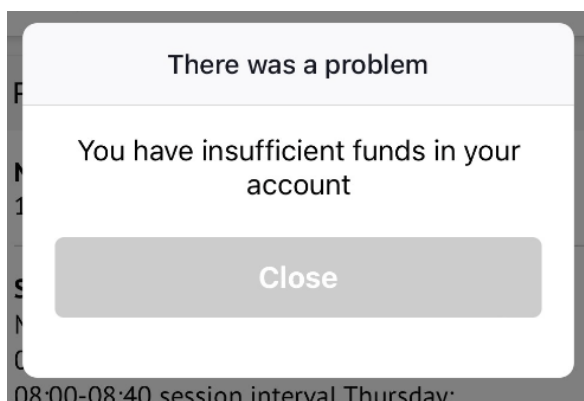 There was a problem
You have insufficient funds in your
account
Close
08:00-08:40 session interval Thursday: